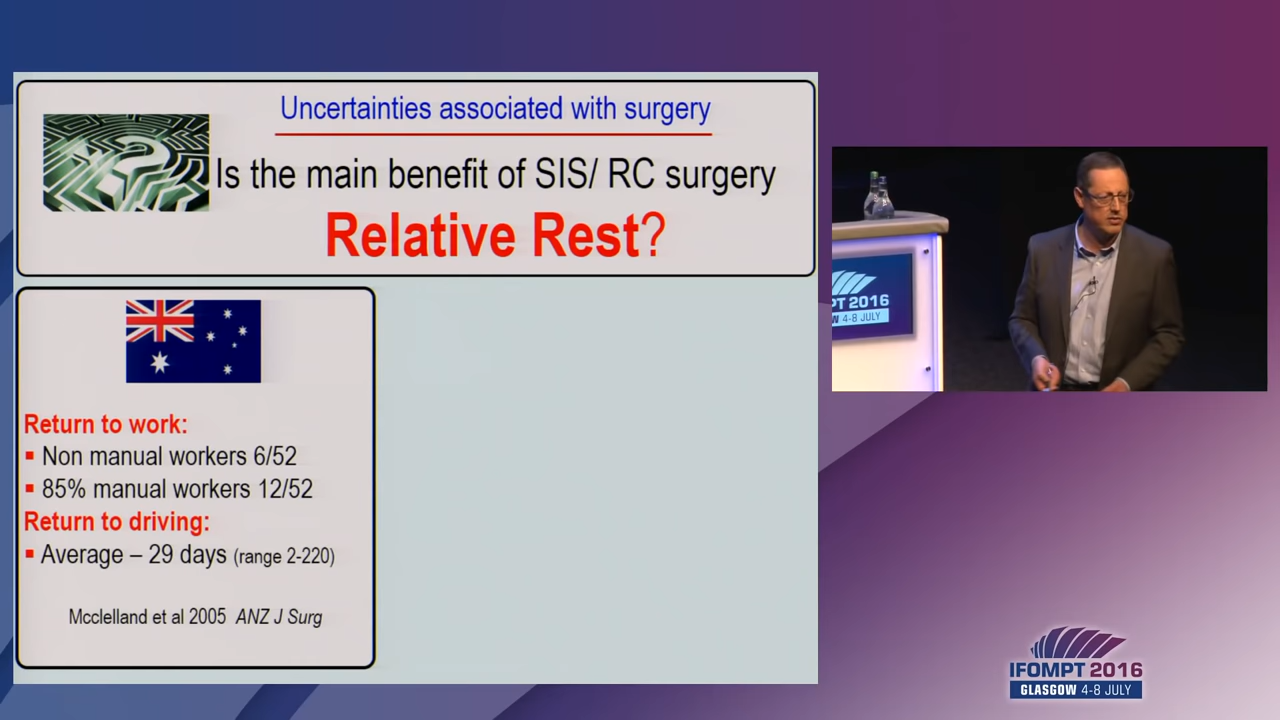 Uncertainties associated with surgery
Is the main benefit of SIS/ RC surgery
Relative Rest?
Return to work:
▪ Non manual workers 6/52
▪ 85% manual workers 12/52
Return to driving:
▪ Average – 29 days (range 2-220)
Mcclelland et al 2005 ANZ J Surg
PT 2016
W 4-8 JULY
IFOMPT 2016
GLASGOW 4-8 JULY